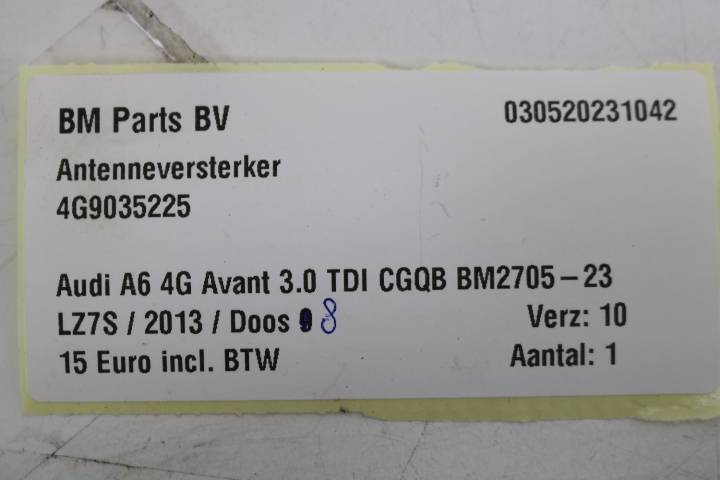 BM Parts BV 030520231042
Antenneversterker
4G9035225
Audi A6 4G Avant 3.0 TDI CGQB BM2705-23
LZ7S / 2013 / Doos 8 Verz: 10
15 Euro incl. BTW Aantal: 1